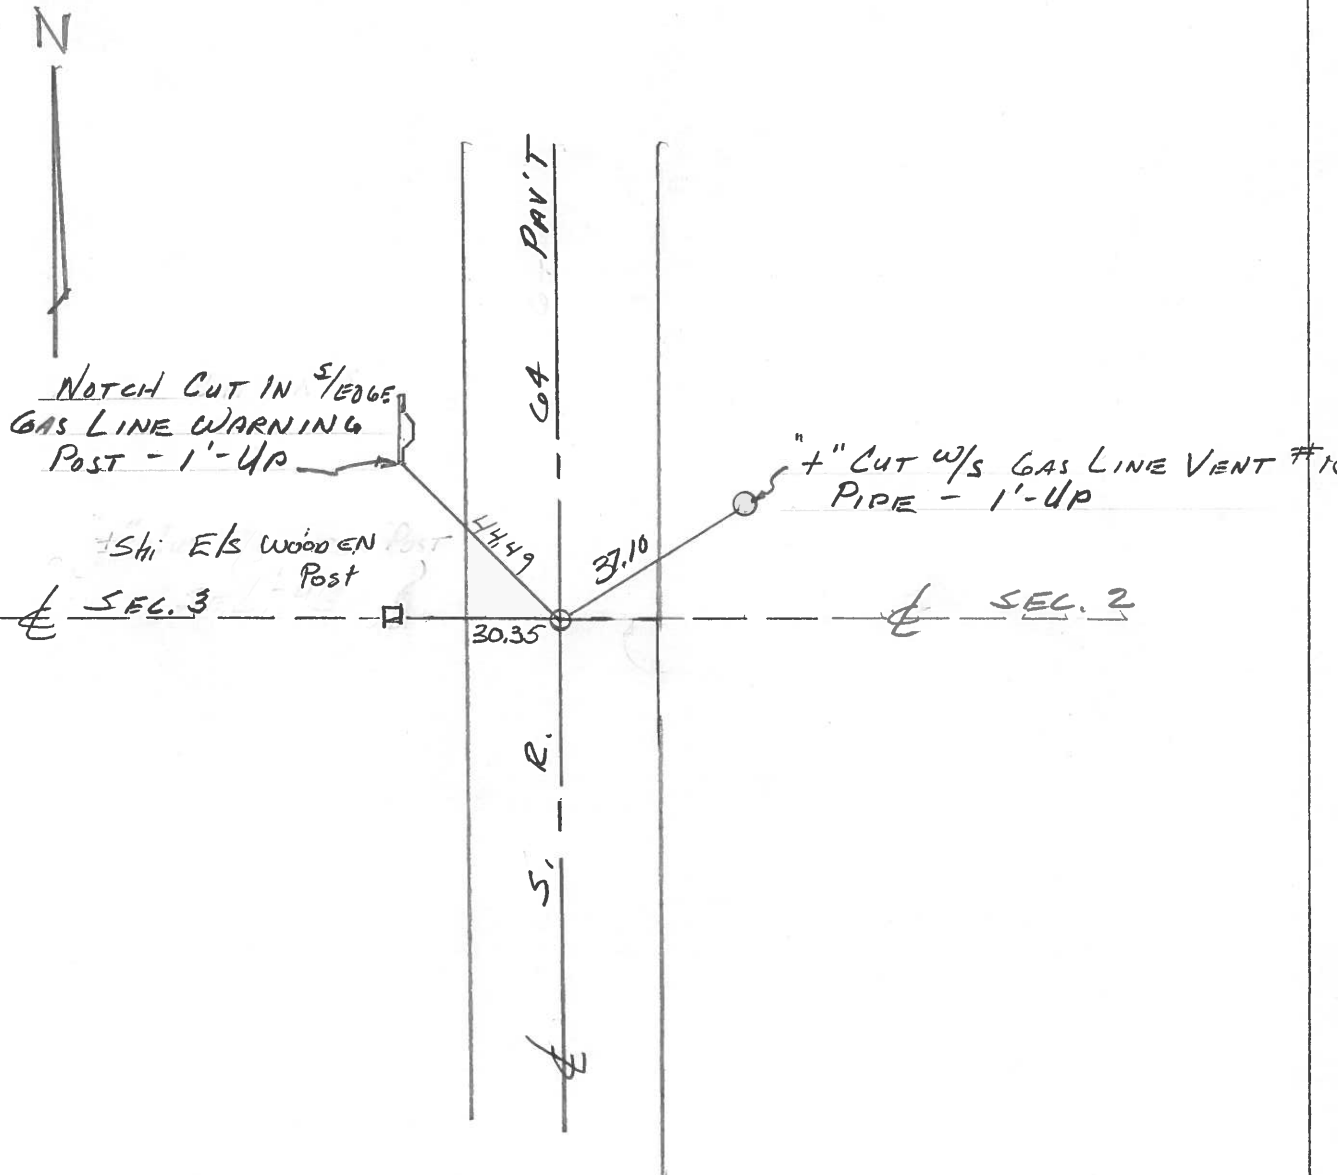 N
S. R. 64 PAV'T
NOTCH CUT IN S/EDGE
GAS LINE WARNING
POST - 1'-UP
"+" CUT W/S GAS LINE VENT
PIPE - 1'-UP
44.49
37.10
E/S WOODEN
Post
℄ SEC. 3
30.35
℄ SEC. 2
℄